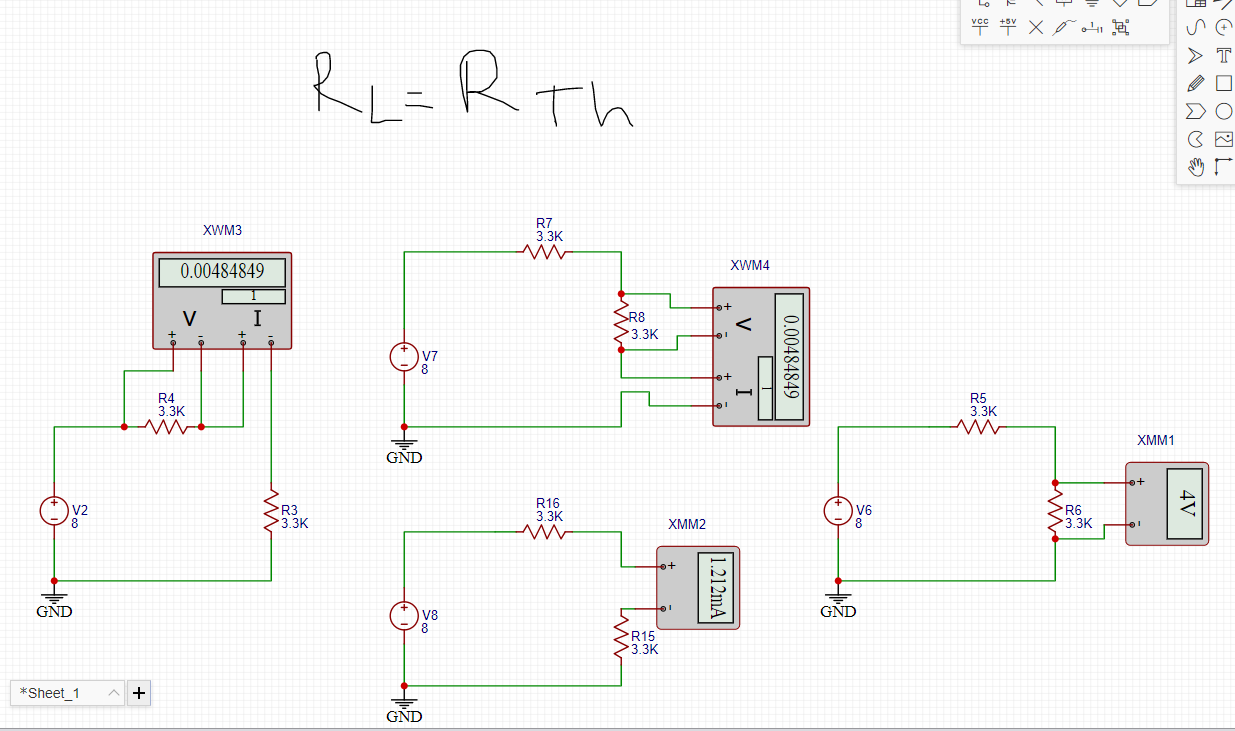 VCC +5V
T
R L = R Th
R7
3.3K
XWM3
0.00484849
1
V I
+ - + -
XWM4
0.00484849
1
V I
+ - + -
R8
3.3K
V7
8
GND
R4
3.3K
V2
8
R3
3.3K
GND
R16
3.3K
XMM2
1.212mA
+ -
V8
8
R15
3.3K
GND
R5
3.3K
XMM1
4V
+ -
V6
8
R6
3.3K
GND
*Sheet_1 +